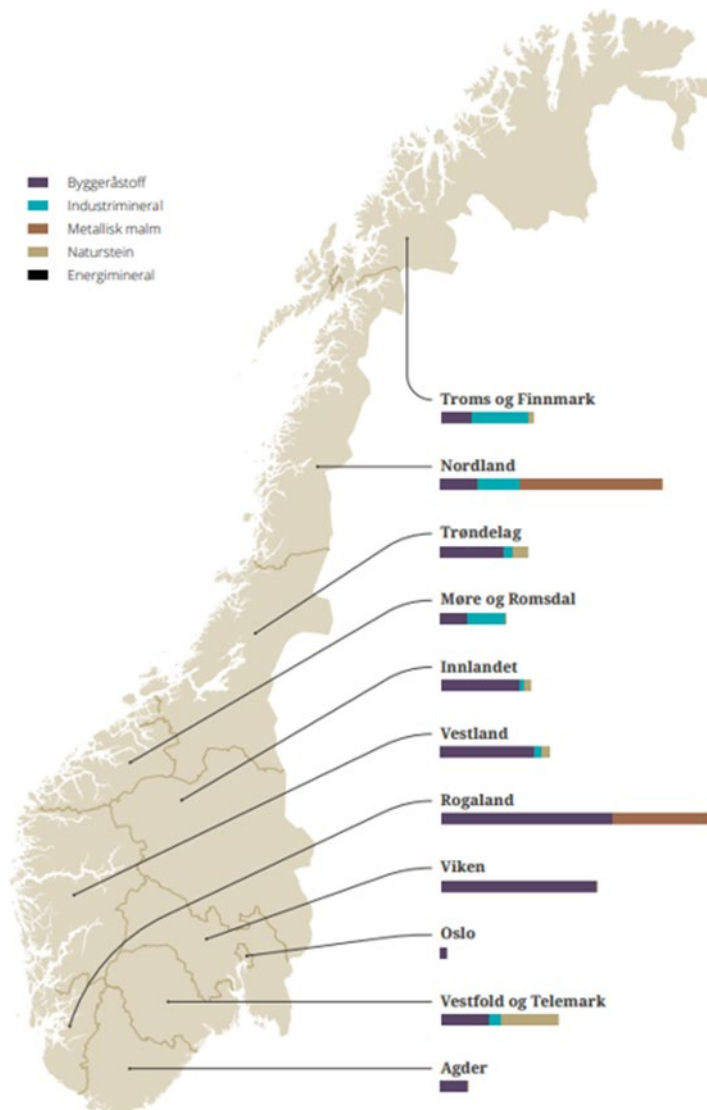 Byggeråstoff
Industrimineral
Metallisk malm
Naturstein
Energimineral
Troms og Finnmark
Nordland
Trøndelag
Møre og Romsdal
Innlandet
Vestland
Rogaland
Viken
Oslo
Vestfold og Telemark
Agder